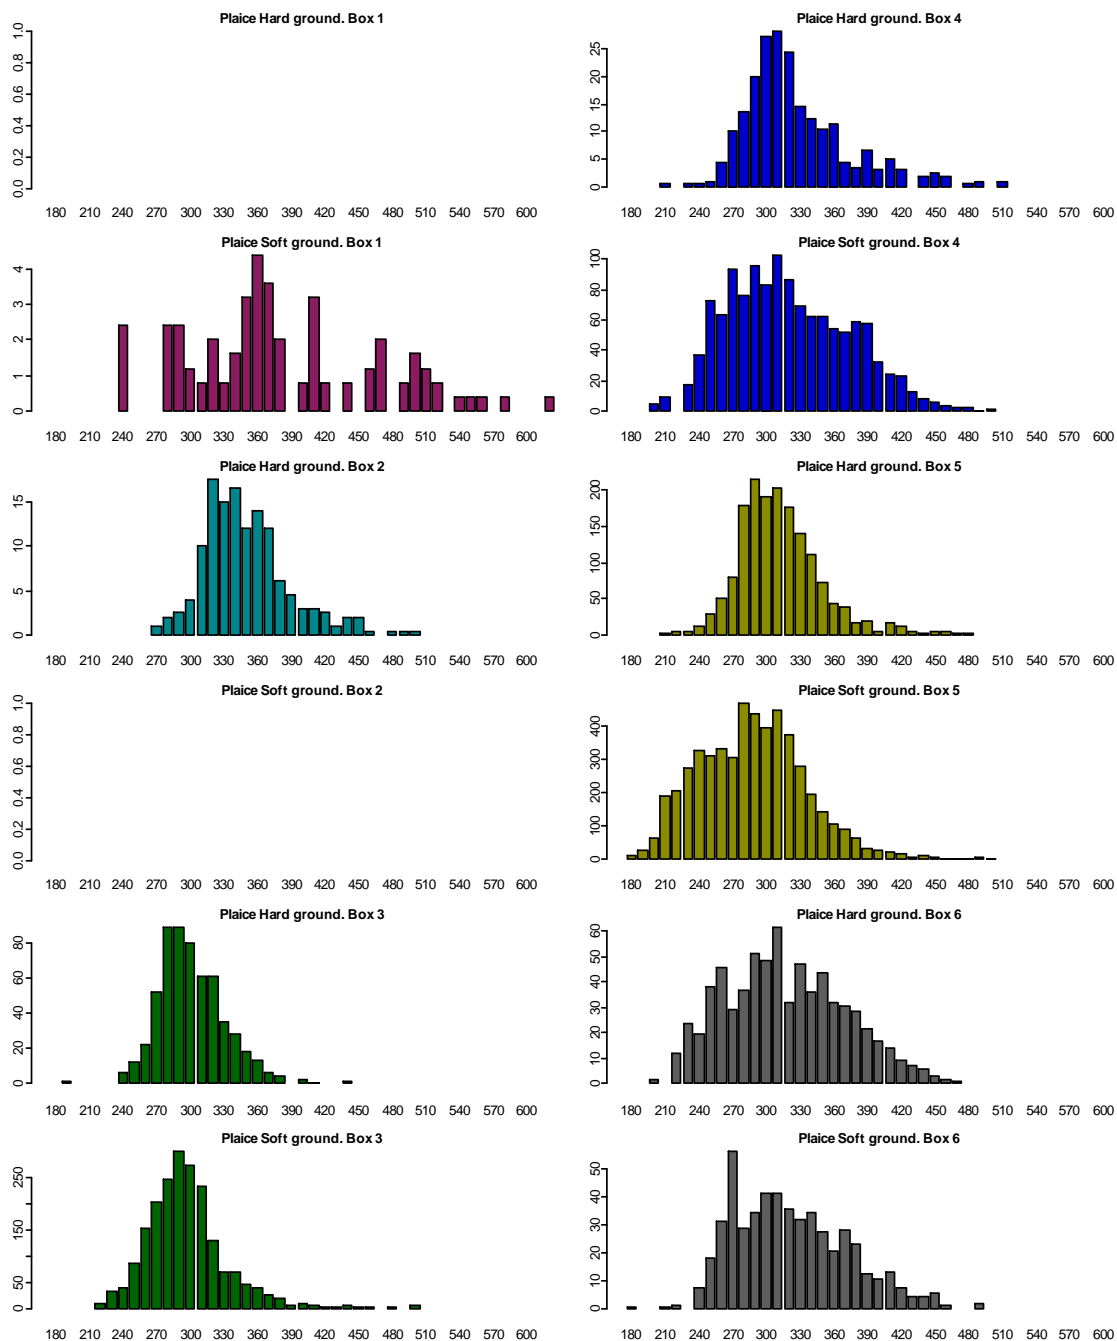 Plaice Hard ground. Box 1
0.0 0.2 0.4 0.6 0.8 1.0
180 210 240 270 300 330 360 390 420 450 480 510 540 570 600
Plaice Soft ground. Box 1
0 1 2 3 4
180 210 240 270 300 330 360 390 420 450 480 510 540 570 600
Plaice Hard ground. Box 2
0 5 10 15
180 210 240 270 300 330 360 390 420 450 480 510 540 570 600
Plaice Soft ground. Box 2
0.0 0.2 0.4 0.6 0.8 1.0
180 210 240 270 300 330 360 390 420 450 480 510 540 570 600
Plaice Hard ground. Box 3
0 20 40 60 80
180 210 240 270 300 330 360 390 420 450 480 510 540 570 600
Plaice Soft ground. Box 3
0 50 150 250
180 210 240 270 300 330 360 390 420 450 480 510 540 570 600
Plaice Hard ground. Box 4
0 5 10 15 20 25
180 210 240 270 300 330 360 390 420 450 480 510 540 570 600
Plaice Soft ground. Box 4
0 20 40 60 80 100
180 210 240 270 300 330 360 390 420 450 480 510 540 570 600
Plaice Hard ground. Box 5
0 50 100 150 200
180 210 240 270 300 330 360 390 420 450 480 510 540 570 600
Plaice Soft ground. Box 5
0 100 200 300 400
180 210 240 270 300 330 360 390 420 450 480 510 540 570 600
Plaice Hard ground. Box 6
0 10 20 30 40 50 60
180 210 240 270 300 330 360 390 420 450 480 510 540 570 600
Plaice Soft ground. Box 6
0 10 20 30 40 50
180 210 240 270 300 330 360 390 420 450 480 510 540 570 600